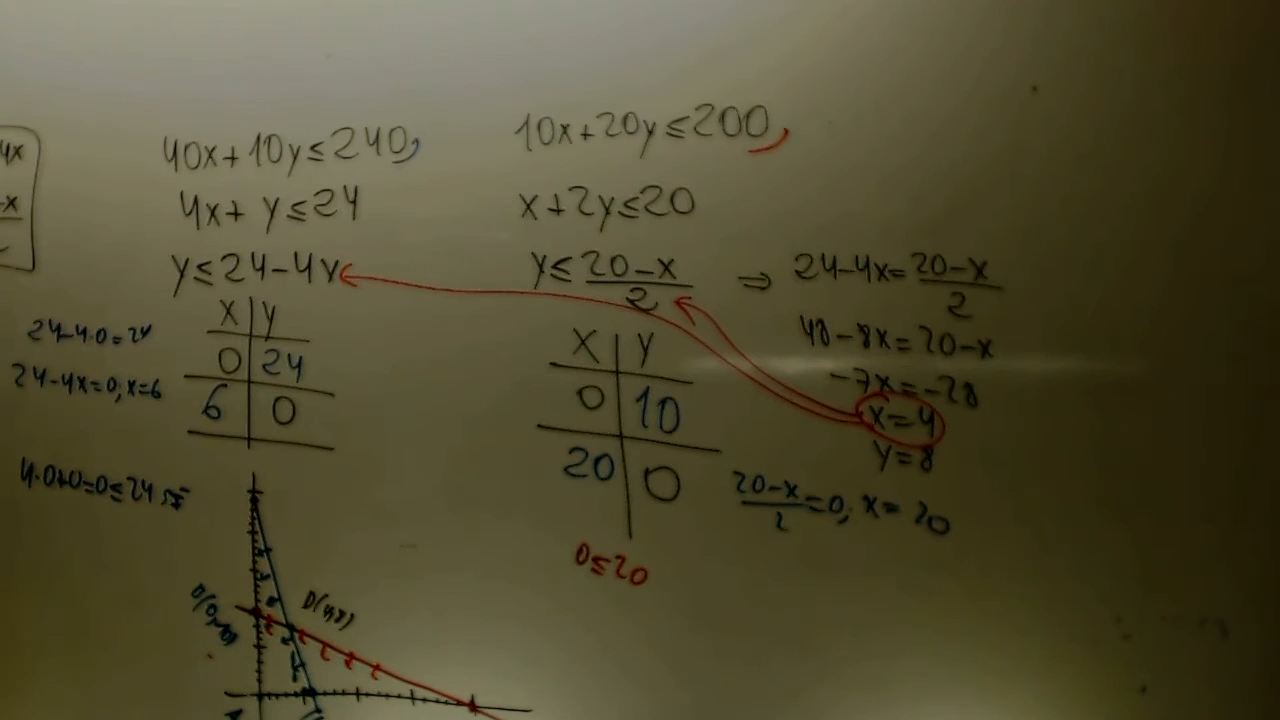 4x
-x
40x + 10y ≤ 240,
4x + y ≤ 24
y ≤ 24 - 4x
x | y
0 | 24
6 | 0
24 - 4·0 = 24
24 - 4x = 0; x = 6
4·0 + 0 = 0 ≤ 24
10x + 20y ≤ 200,
x + 2y ≤ 20
y ≤ (20 - x)/2
x | y
0 | 10
20 | 0
0 ≤ 20
⇒ 24 - 4x = (20 - x)/2
48 - 8x = 20 - x
-7x = -28
x = 4
y = 8
(20 - x)/2 = 0; x = 20